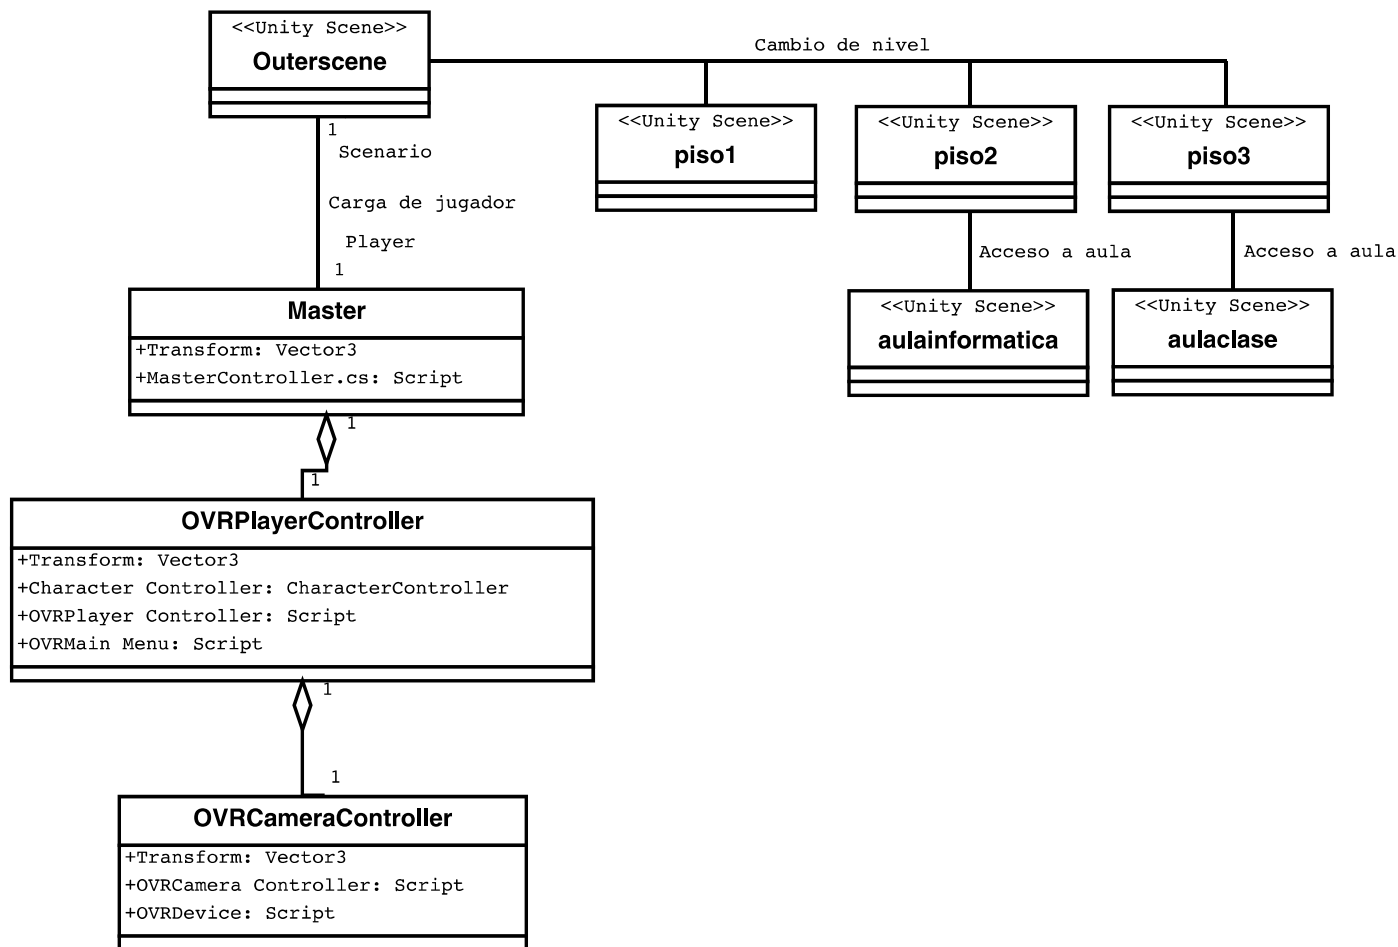 <<Unity Scene>>
Outerscene
Cambio de nivel
<<Unity Scene>>
piso1
<<Unity Scene>>
piso2
<<Unity Scene>>
piso3
1
Scenario
Carga de jugador
Player
1
Acceso a aula
Acceso a aula
<<Unity Scene>>
aulainformatica
<<Unity Scene>>
aulaclase
Master
+Transform: Vector3
+MasterController.cs: Script
1
1
OVRPlayerController
+Transform: Vector3
+Character Controller: CharacterController
+OVRPlayer Controller: Script
+OVRMain Menu: Script
1
1
OVRCameraController
+Transform: Vector3
+OVRCamera Controller: Script
+OVRDevice: Script